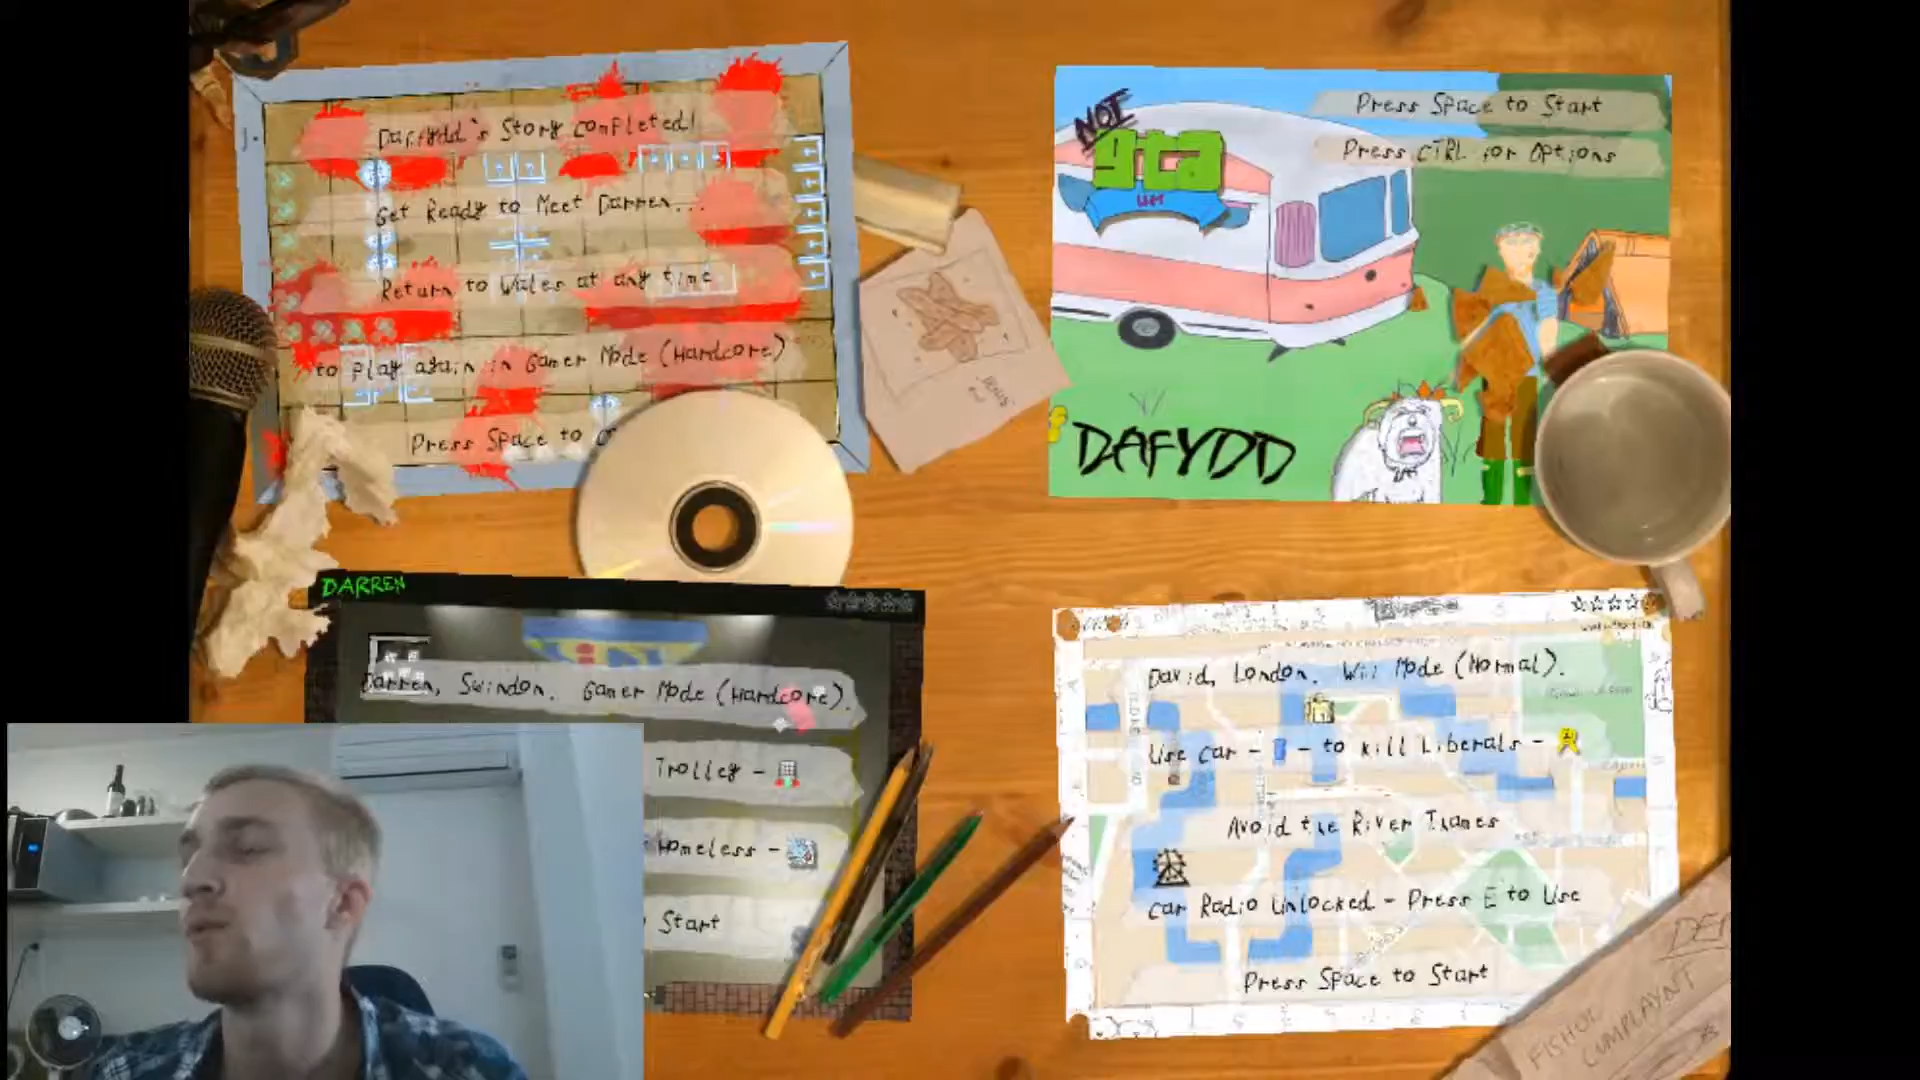 Daffydd's Story Completed!
Get Ready to Meet Darren...
Return to Wales at any time
to play again in Gamer Mode (Hardcore)
Press Space to
NOT
gta
Press Space to Start
Press CTRL for Options
DAFYDD
DARREN
Darren, Swindon. Gamer Mode (Hardcore).
Trolley -
Homeless -
Start
David, London. Wii Mode (Normal).
Use Car - - to Kill Liberals -
Avoid the River Thames
Car Radio Unlocked - Press E to Use
Press Space to Start
FISHUL
CUMPLAYNT